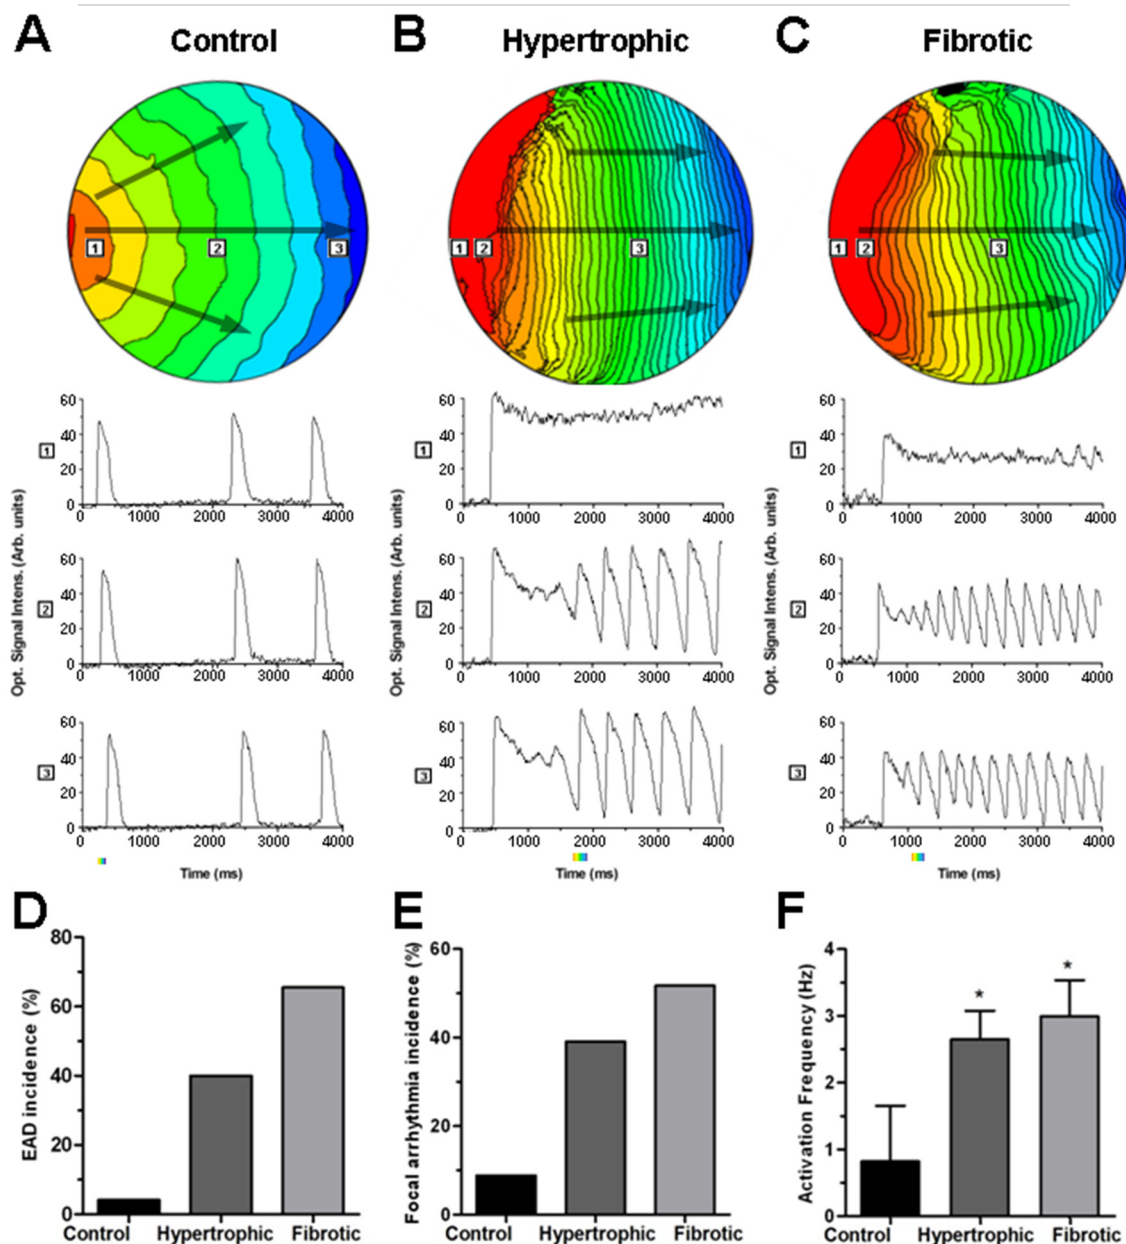 A Control B Hypertrophic C Fibrotic
1 2 3 1 2 3 1 2 3
Opt. Signal Intens. (Arb. units)
1
60
40
20
0
0 1000 2000 3000 4000
2
60
40
20
0
0 1000 2000 3000 4000
3
60
40
20
0
0 1000 2000 3000 4000
Time (ms)
Opt. Signal Intens. (Arb. units)
1
60
40
20
0
0 1000 2000 3000 4000
2
60
40
20
0
0 1000 2000 3000 4000
3
60
40
20
0
0 1000 2000 3000 4000
Time (ms)
Opt. Signal Intens. (Arb. units)
1
60
40
20
0
0 1000 2000 3000 4000
2
60
40
20
0
0 1000 2000 3000 4000
3
60
40
20
0
0 1000 2000 3000 4000
Time (ms)
D
EAD incidence (%)
80
60
40
20
0
Control Hypertrophic Fibrotic
E
Focal arrhythmia incidence (%)
60
40
20
0
Control Hypertrophic Fibrotic
F
Activation Frequency (Hz)
4
3
2
1
0
* *
Control Hypertrophic Fibrotic